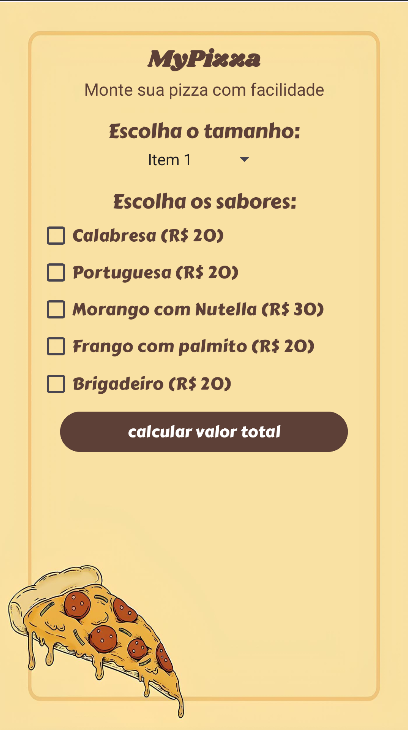 MyPizza
Monte sua pizza com facilidade
Escolha o tamanho:
Item 1
Escolha os sabores:
Calabresa (R$ 20)
Portuguesa (R$ 20)
Morango com Nutella (R$ 30)
Frango com palmito (R$ 20)
Brigadeiro (R$ 20)
calcular valor total